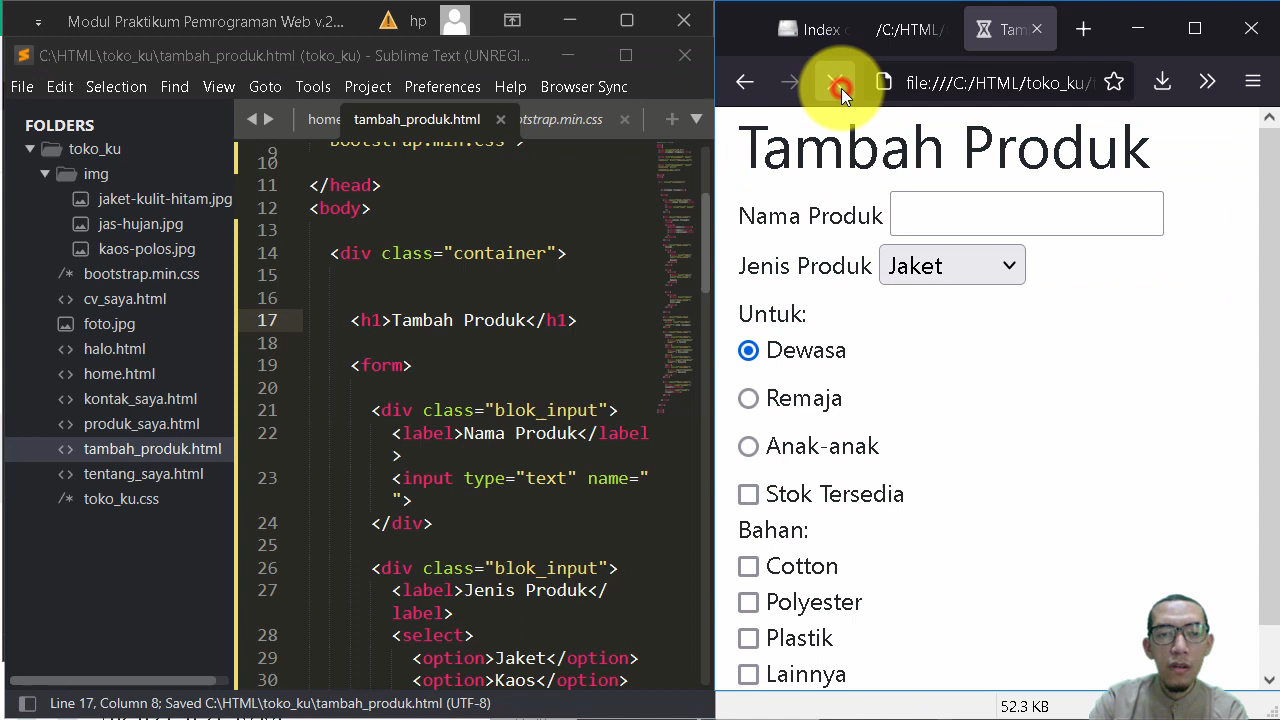 Modul Praktikum Pemrograman Web v.2...
hp
C:\HTML\toko_ku\tambah_produk.html (toko_ku) - Sublime Text (UNREGI...
File Edit Selection Find View Goto Tools Project Preferences Help Browser Sync
FOLDERS
toko_ku
img
jaket-kulit-hitam.jpg
jas-hujan.jpg
kaos-polos.jpg
bootstrap.min.css
cv_saya.html
foto.jpg
halo.html
home.html
kontak_saya.html
produk_saya.html
tambah_produk.html
tentang_saya.html
toko_ku.css
home
tambah_produk.html
otstrap.min.css
9 bootstrap.min.css">
10
11 </head>
12 <body>
13
14 <div class="container">
15
16
17 <h1>Tambah Produk</h1>
18
19 <form>
20
21 <div class="blok_input">
22 <label>Nama Produk</label
>
23 <input type="text" name="
">
24 </div>
25
26 <div class="blok_input">
27 <label>Jenis Produk</
label>
28 <select>
29 <option>Jaket</option>
30 <option>Kaos</option>
Line 17, Column 8; Saved C:\HTML\toko_ku\tambah_produk.html (UTF-8)
Index
/C:/HTML/
Tam
file:///C:/HTML/toko_ku/
Tambah Produk
Nama Produk
Jenis Produk Jaket
Untuk:
Dewasa
Remaja
Anak-anak
Stok Tersedia
Bahan:
Cotton
Polyester
Plastik
Lainnya
52.3 KB